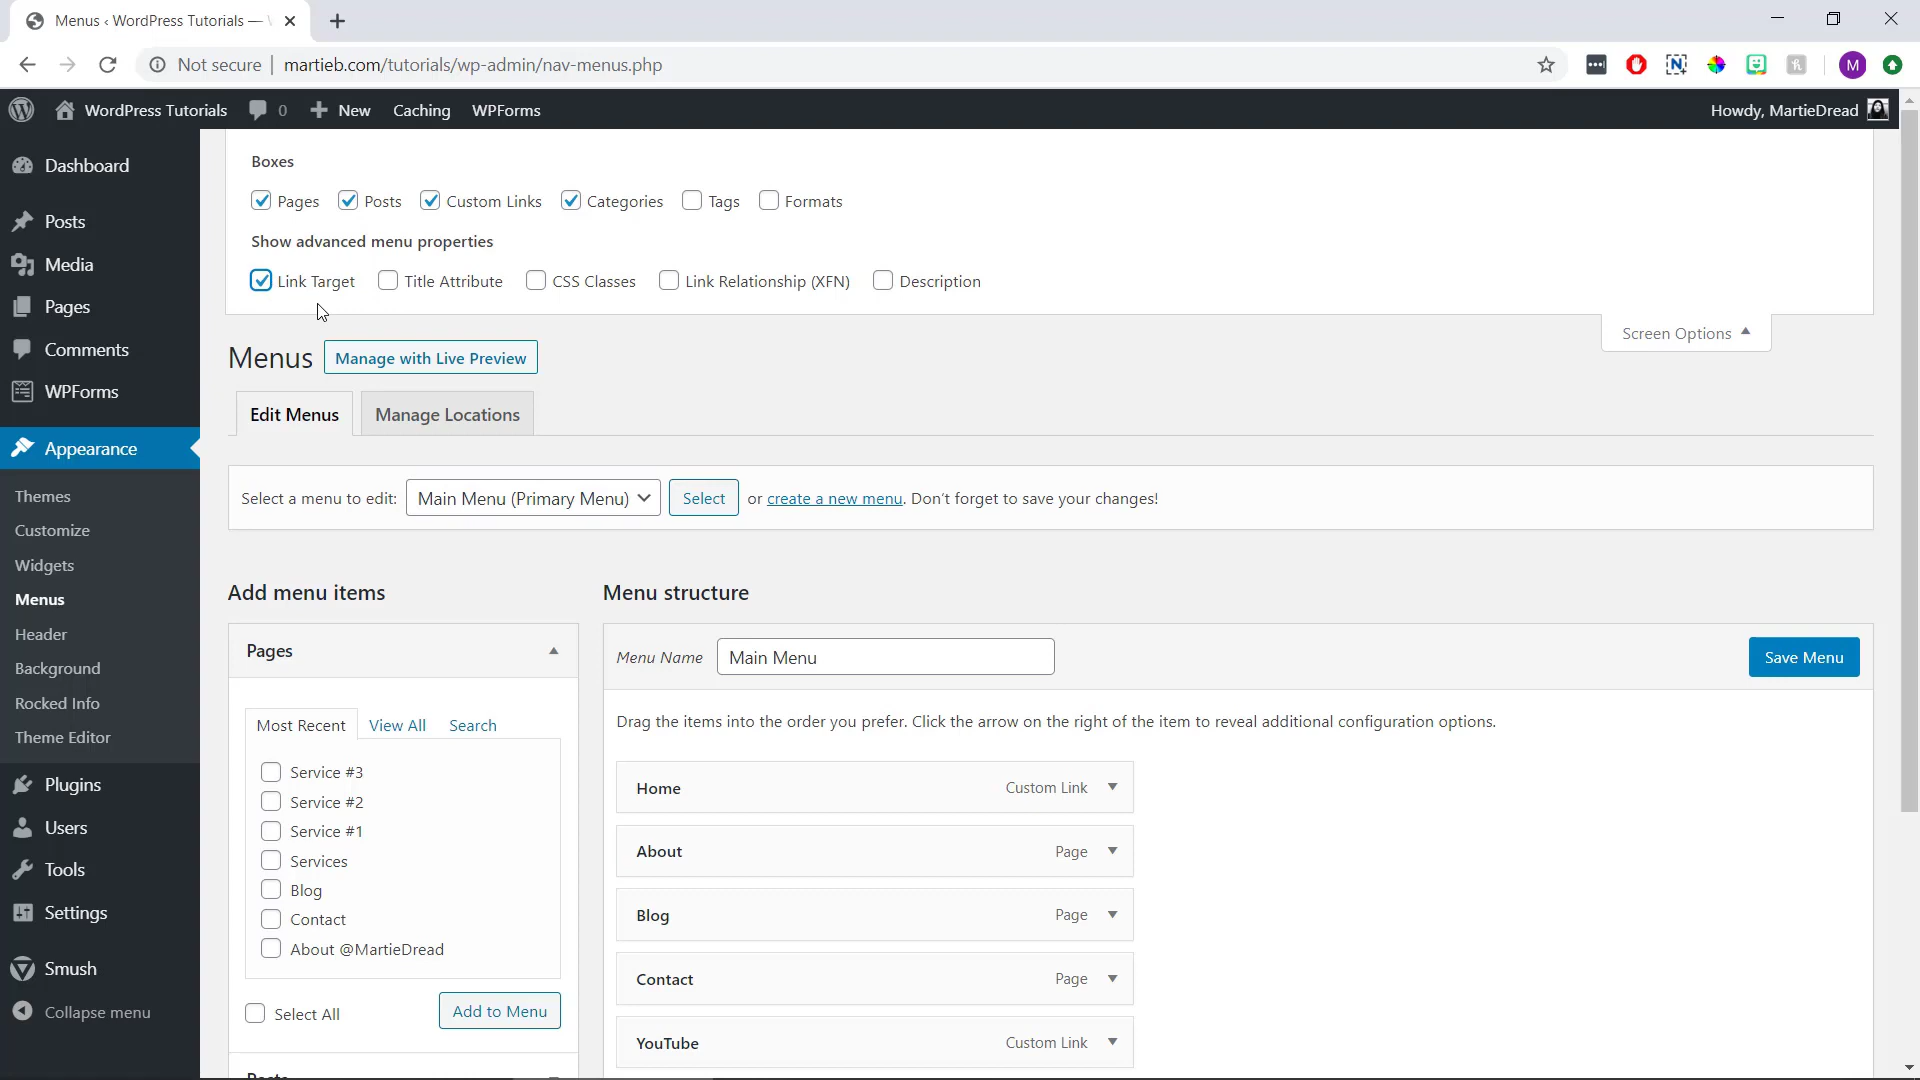 Menus ‹ WordPress Tutorials —
Not secure | martieb.com/tutorials/wp-admin/nav-menus.php
M
WordPress Tutorials 0 New Caching WPForms Howdy, MartieDread
Dashboard
Posts
Media
Pages
Comments
WPForms
Appearance
Themes
Customize
Widgets
Menus
Header
Background
Rocked Info
Theme Editor
Plugins
Users
Tools
Settings
Smush
Collapse menu
Boxes
Pages Posts Custom Links Categories Tags Formats
Show advanced menu properties
Link Target Title Attribute CSS Classes Link Relationship (XFN) Description
Screen Options
Menus Manage with Live Preview
Edit Menus Manage Locations
Select a menu to edit: Main Menu (Primary Menu) Select or create a new menu. Don’t forget to save your changes!
Add menu items
Pages
Most Recent View All Search
Service #3
Service #2
Service #1
Services
Blog
Contact
About @MartieDread
Select All Add to Menu
Menu structure
Menu Name Main Menu Save Menu
Drag the items into the order you prefer. Click the arrow on the right of the item to reveal additional configuration options.
Home Custom Link
About Page
Blog Page
Contact Page
YouTube Custom Link